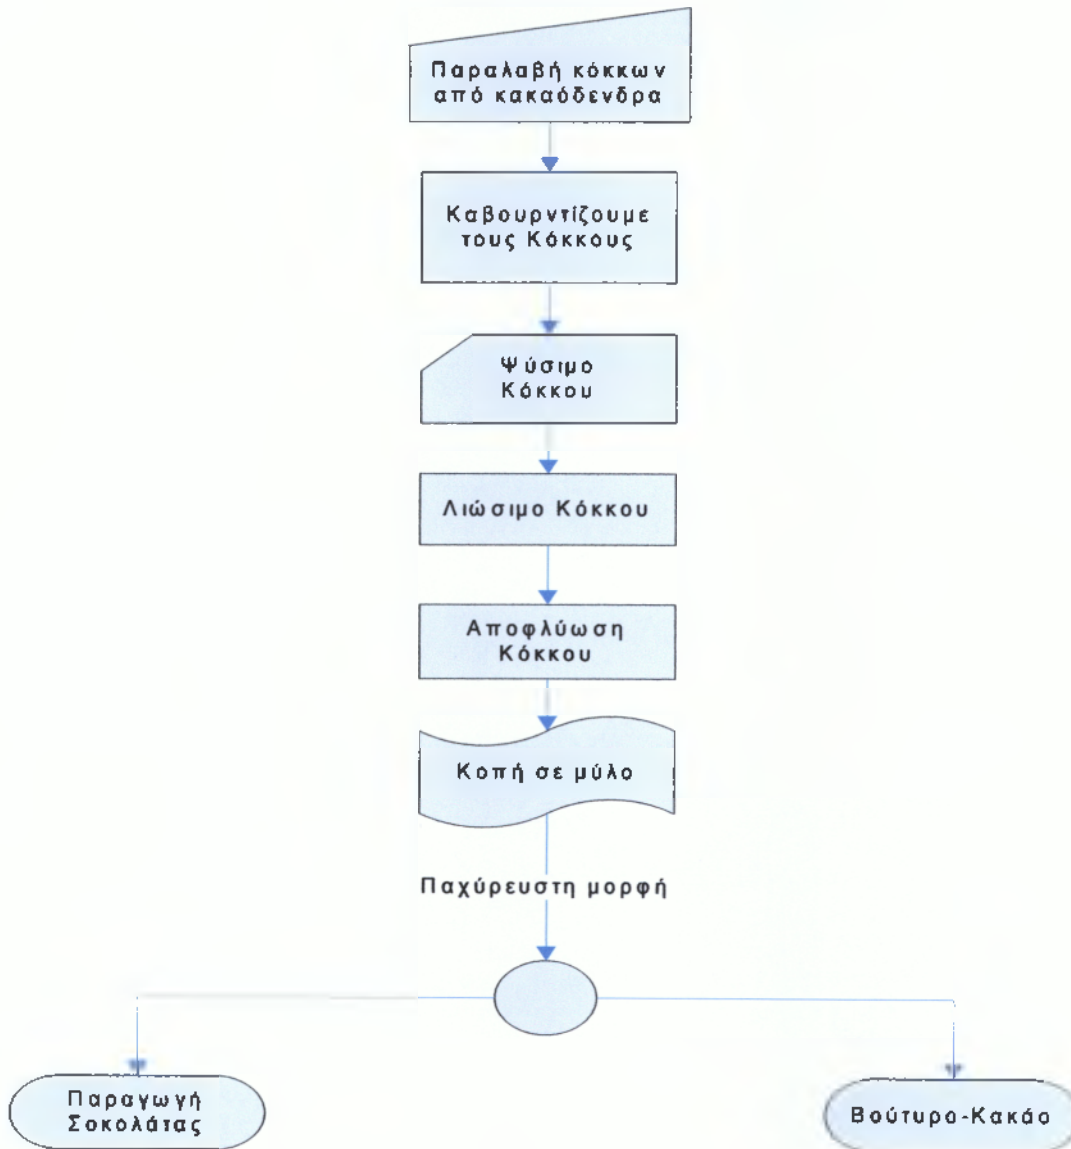 Παραλαβή κόκκων
από κακαόδενδρα
Καβουρντίζουμε
τους Κόκκους
Ψύσιμο
Κόκκου
Λιώσιμο Κόκκου
Αποφλύωση
Κόκκου
Κοπή σε μύλο
Παχύρευστη μορφή
Παραγωγή
Σοκολάτας
Βούτυρο-Κακάο